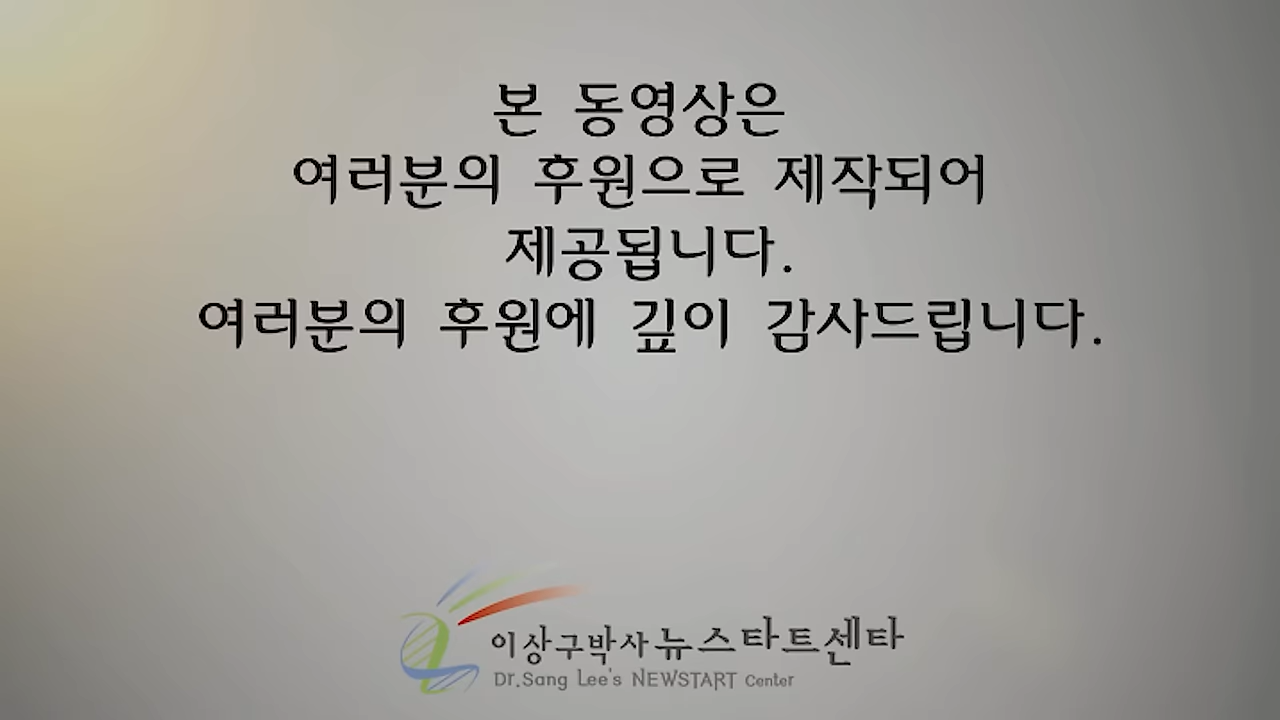 본 동영상은
여러분의 후원으로 제작되어
제공됩니다.
여러분의 후원에 깊이 감사드립니다.
이상구박사뉴스타트센타
Dr.Sang Lee's NEWSTART Center